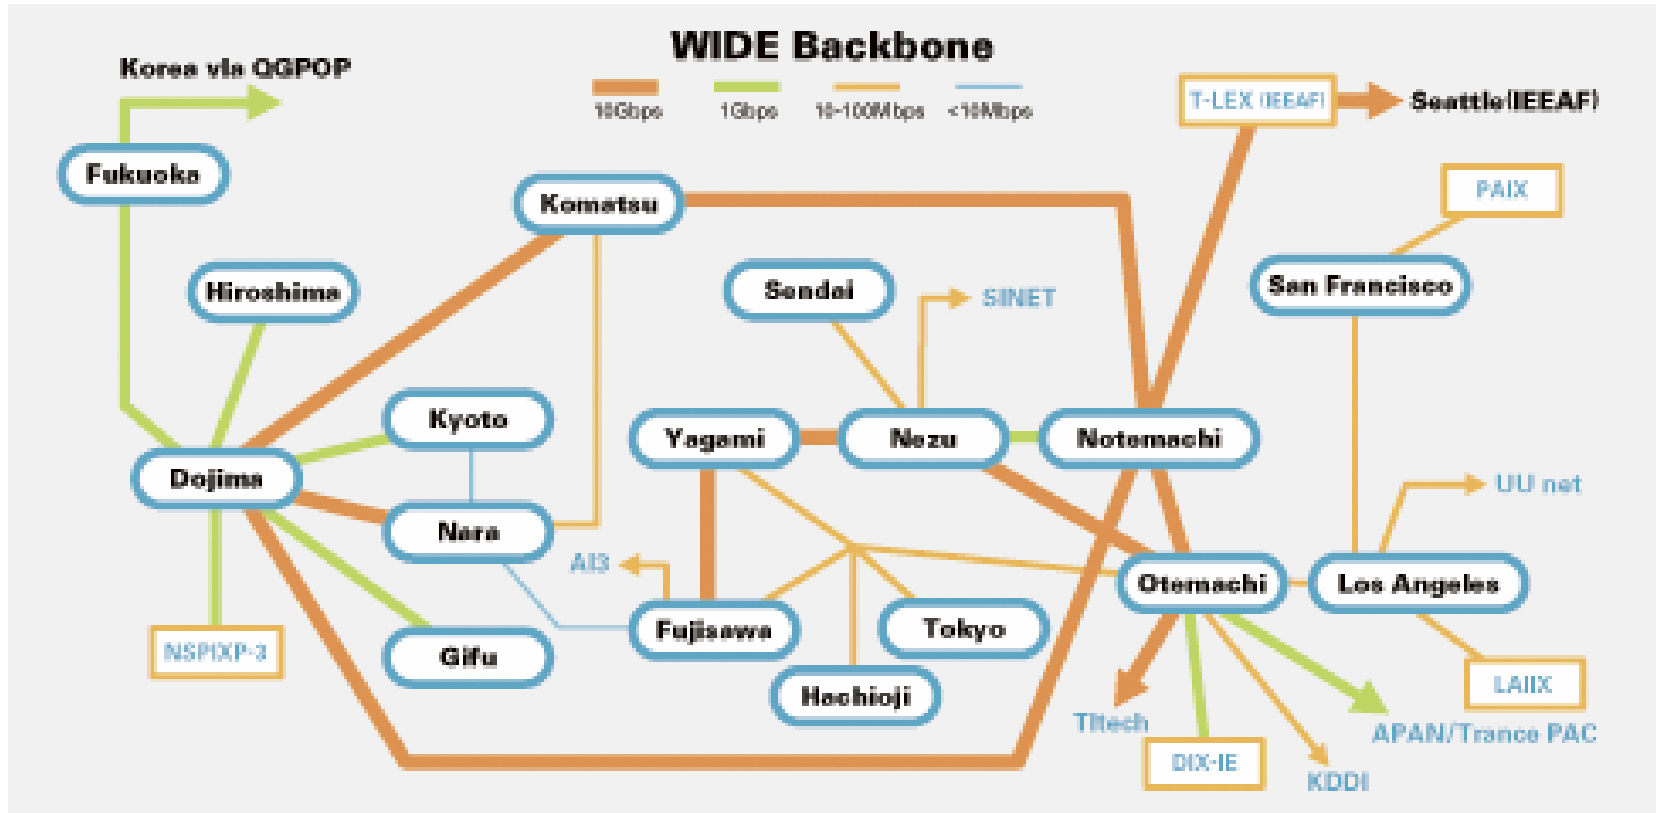 WIDE Backbone
10Gbps 1Gbps 10-100Mbps <10Mbps
Korea via QGPOP
T-LEX (IEEAF)
Seattle(IEEAF)
Fukuoka
PAIX
Komatsu
Hiroshima
Sendai
SINET
San Francisco
Kyoto
Yagami
Nezu
Notemachi
Dojima
UU net
Nara
AI3
Otemachi
Los Angeles
Fujisawa
Tokyo
NSPIXP-3
Gifu
Hachioji
LAIIX
TItech
APAN/Trance PAC
DIX-IE
KDDI